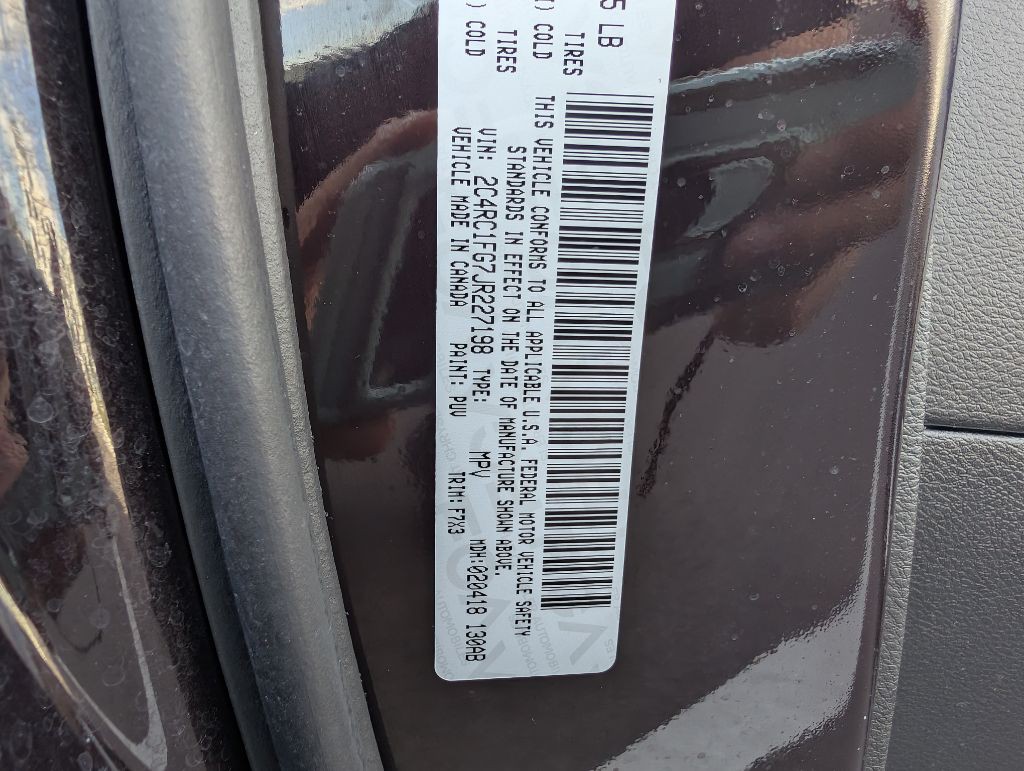 5 LB
TIRES
) COLD
TIRES
) COLD
THIS VEHICLE CONFORMS TO ALL APPLICABLE U.S.A. FEDERAL MOTOR VEHICLE SAFETY
STANDARDS IN EFFECT ON THE DATE OF MANUFACTURE SHOWN ABOVE.
VIN: 2C4RC1FG7JR227198 TYPE: MPV MDH:020418 130AB
VEHICLE MADE IN CANADA PAINT: PUV TRIM: F7X3